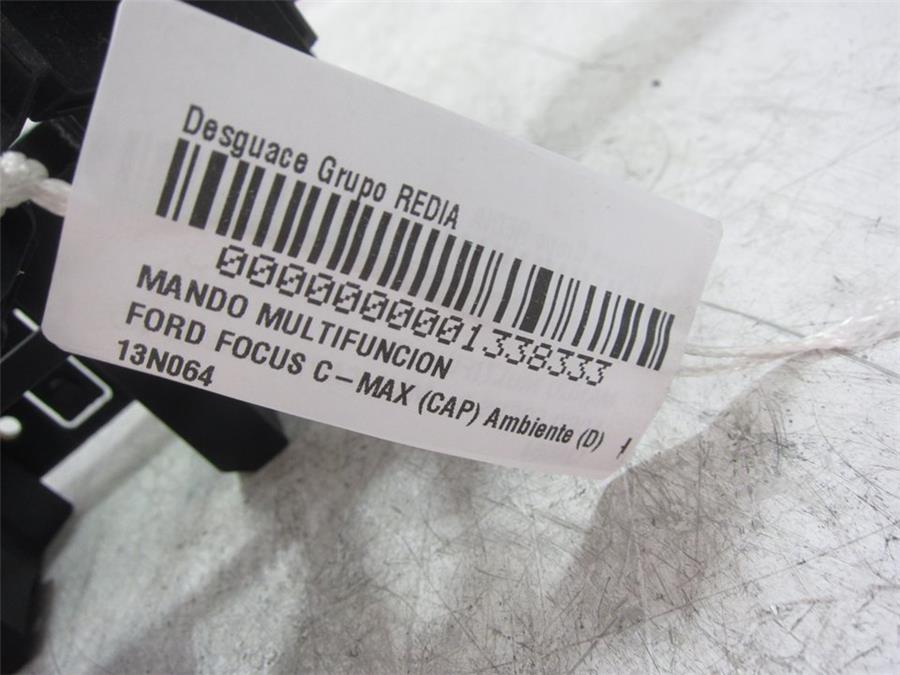 Desguace Grupo REDIA
0000000001338333
MANDO MULTIFUNCION
FORD FOCUS C-MAX (CAP) Ambiente (D)
13N064